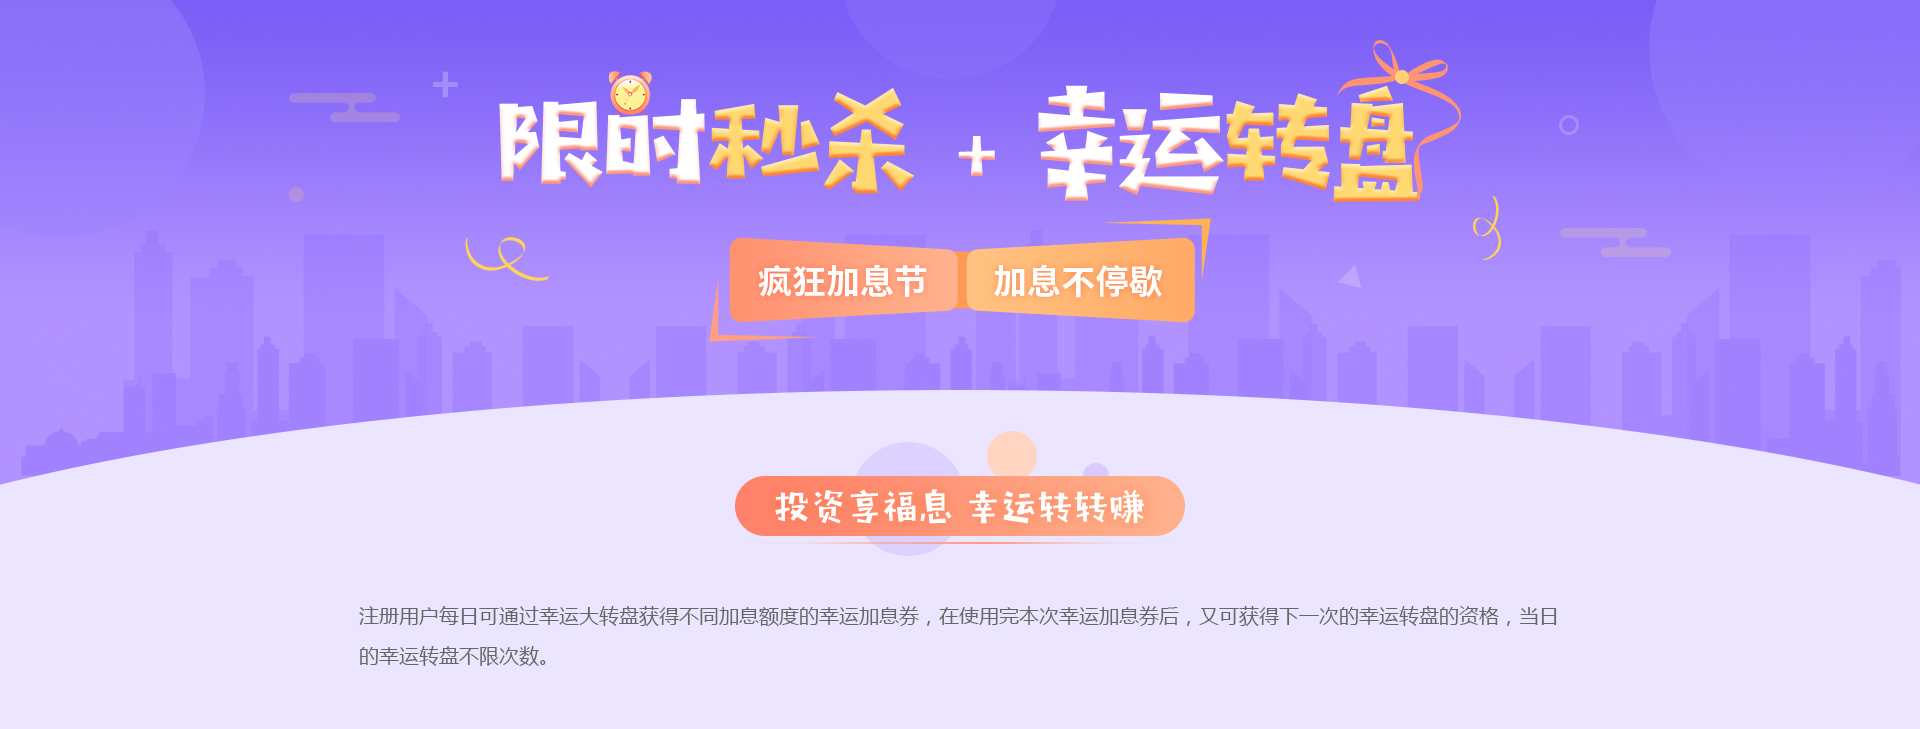 限时秒杀 + 幸运转盘
疯狂加息节 加息不停歇
投资享福息 幸运转转赚
注册用户每日可通过幸运大转盘获得不同加息额度的幸运加息券，在使用完本次幸运加息券后，又可获得下一次的幸运转盘的资格，当日
的幸运转盘不限次数。